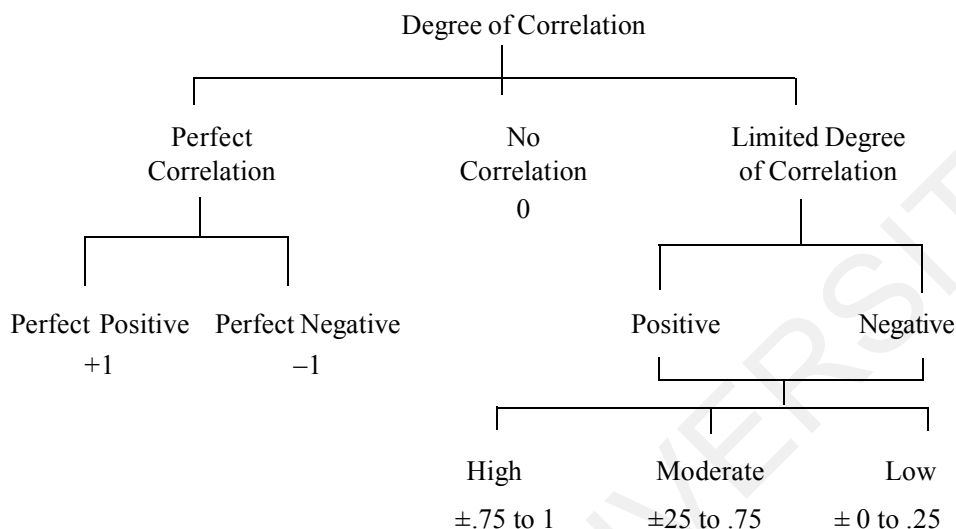 Degree of Correlation
Perfect
Correlation
No
Correlation
0
Limited Degree
of Correlation
Perfect Positive
+1
Perfect Negative
–1
Positive
Negative
High
±.75 to 1
Moderate
±25 to .75
Low
± 0 to .25